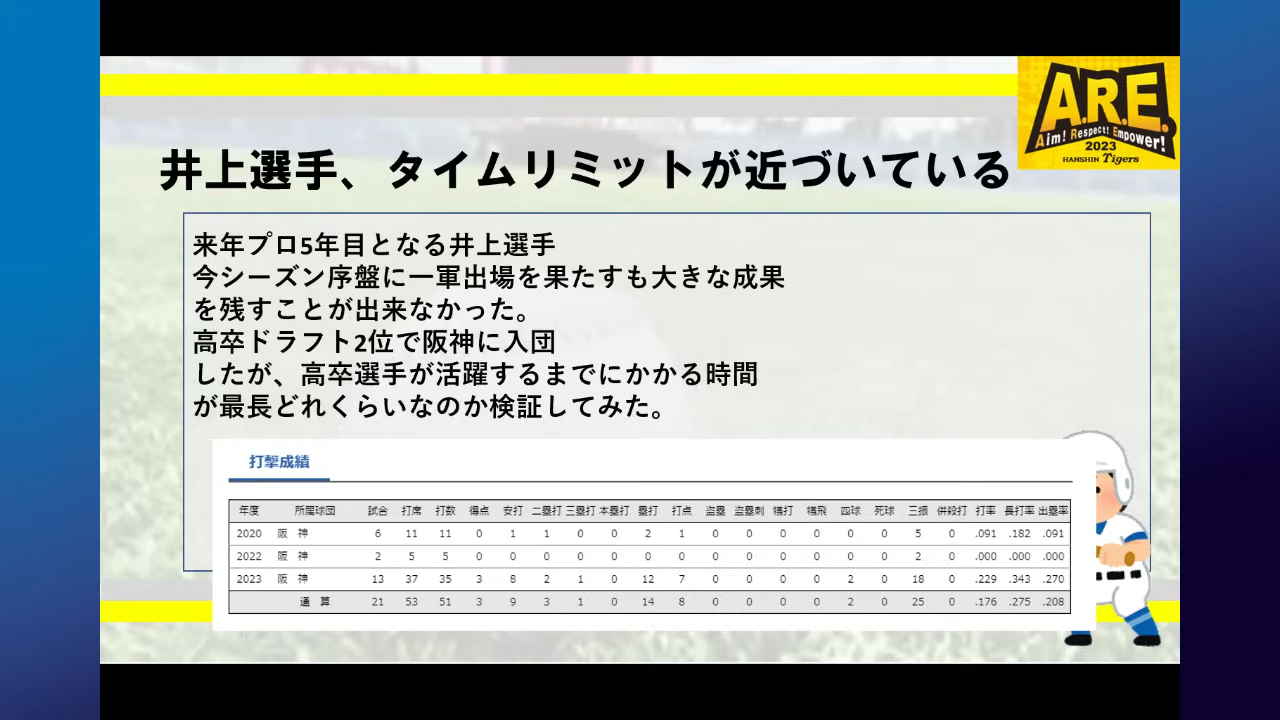 A.R.E.
Aim! Respect! Empower!
2023
HANSHIN Tigers
井上選手、タイムリミットが近づいている
来年プロ5年目となる井上選手
今シーズン序盤に一軍出場を果たすも大きな成果
を残すことが出来なかった。
高卒ドラフト2位で阪神に入団
したが、高卒選手が活躍するまでにかかる時間
が最長どれくらいなのか検証してみた。
打撃成績
年度 所属球団 試合 打席 打数 得点 安打 二塁打 三塁打 本塁打 塁打 打点 盗塁 盗塁刺 犠打 犠飛 四球 死球 三振 併殺打 打率 長打率 出塁率
2020 阪 神 6 11 11 0 1 1 0 0 2 1 0 0 0 0 0 0 5 0 .091 .182 .091
2022 阪 神 2 5 5 0 0 0 0 0 0 0 0 0 0 0 0 0 2 0 .000 .000 .000
2023 阪 神 13 37 35 3 8 2 1 0 12 7 0 0 0 0 2 0 18 0 .229 .343 .270
通 算 21 53 51 3 9 3 1 0 14 8 0 0 0 0 2 0 25 0 .176 .275 .208